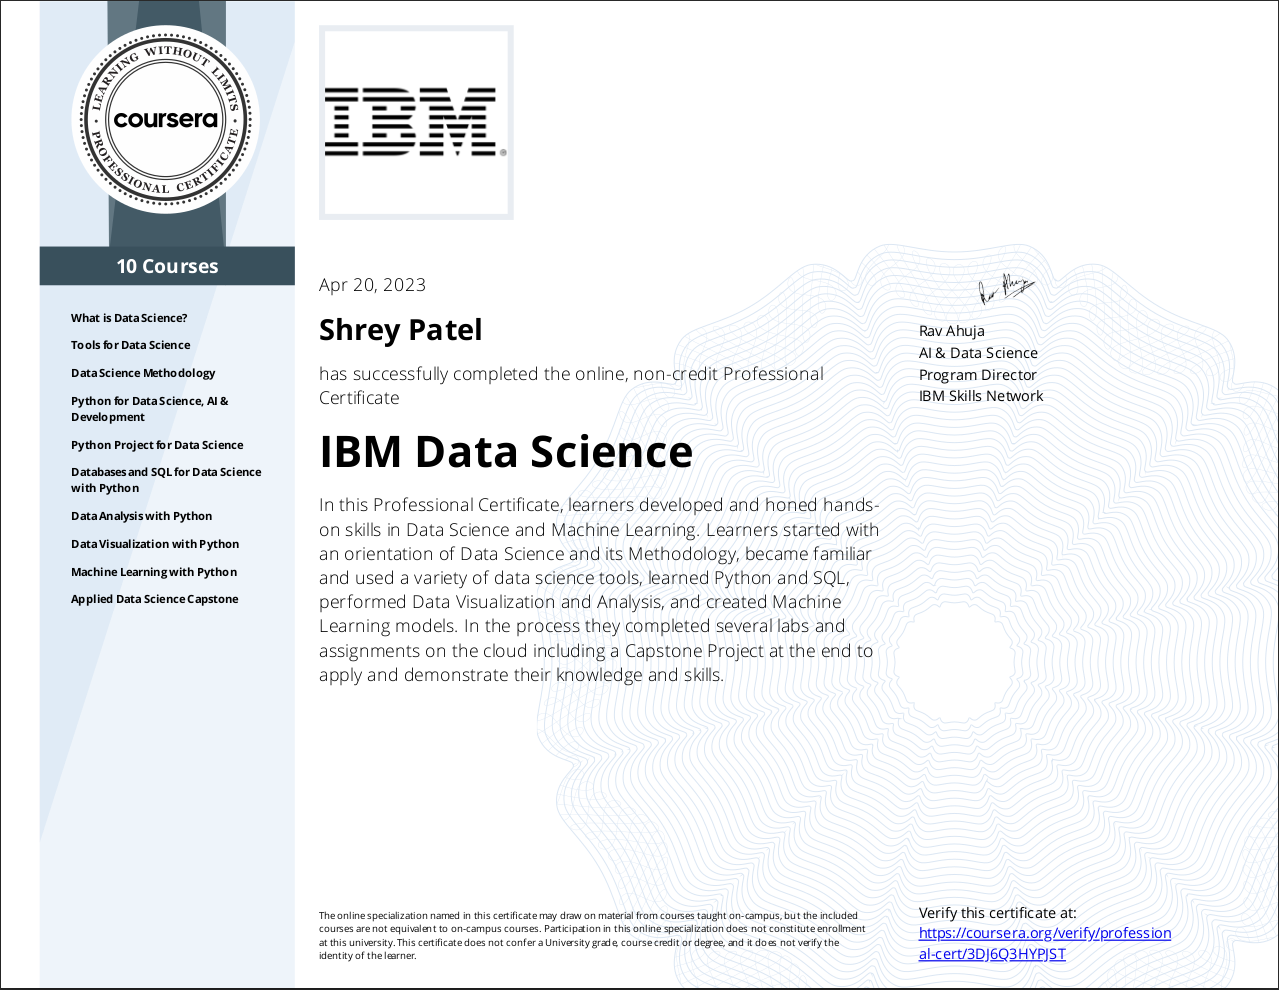 LEARNING WITHOUT LIMITS
coursera
PROFESSIONAL CERTIFICATE
10 Courses
What is Data Science?
Tools for Data Science
Data Science Methodology
Python for Data Science, AI &
Development
Python Project for Data Science
Databases and SQL for Data Science
with Python
Data Analysis with Python
Data Visualization with Python
Machine Learning with Python
Applied Data Science Capstone
IBM®
Apr 20, 2023
Shrey Patel
has successfully completed the online, non-credit Professional
Certificate
IBM Data Science
In this Professional Certificate, learners developed and honed hands-
on skills in Data Science and Machine Learning. Learners started with
an orientation of Data Science and its Methodology, became familiar
and used a variety of data science tools, learned Python and SQL,
performed Data Visualization and Analysis, and created Machine
Learning models. In the process they completed several labs and
assignments on the cloud including a Capstone Project at the end to
apply and demonstrate their knowledge and skills.
Rav Ahuja
Rav Ahuja
AI & Data Science
Program Director
IBM Skills Network
The online specialization named in this certificate may draw on material from courses taught on-campus, but the included
courses are not equivalent to on-campus courses. Participation in this online specialization does not constitute enrollment
at this university. This certificate does not confer a University grade, course credit or degree, and it does not verify the
identity of the learner.
Verify this certificate at:
https://coursera.org/verify/profession
al-cert/3DJ6Q3HYPJST